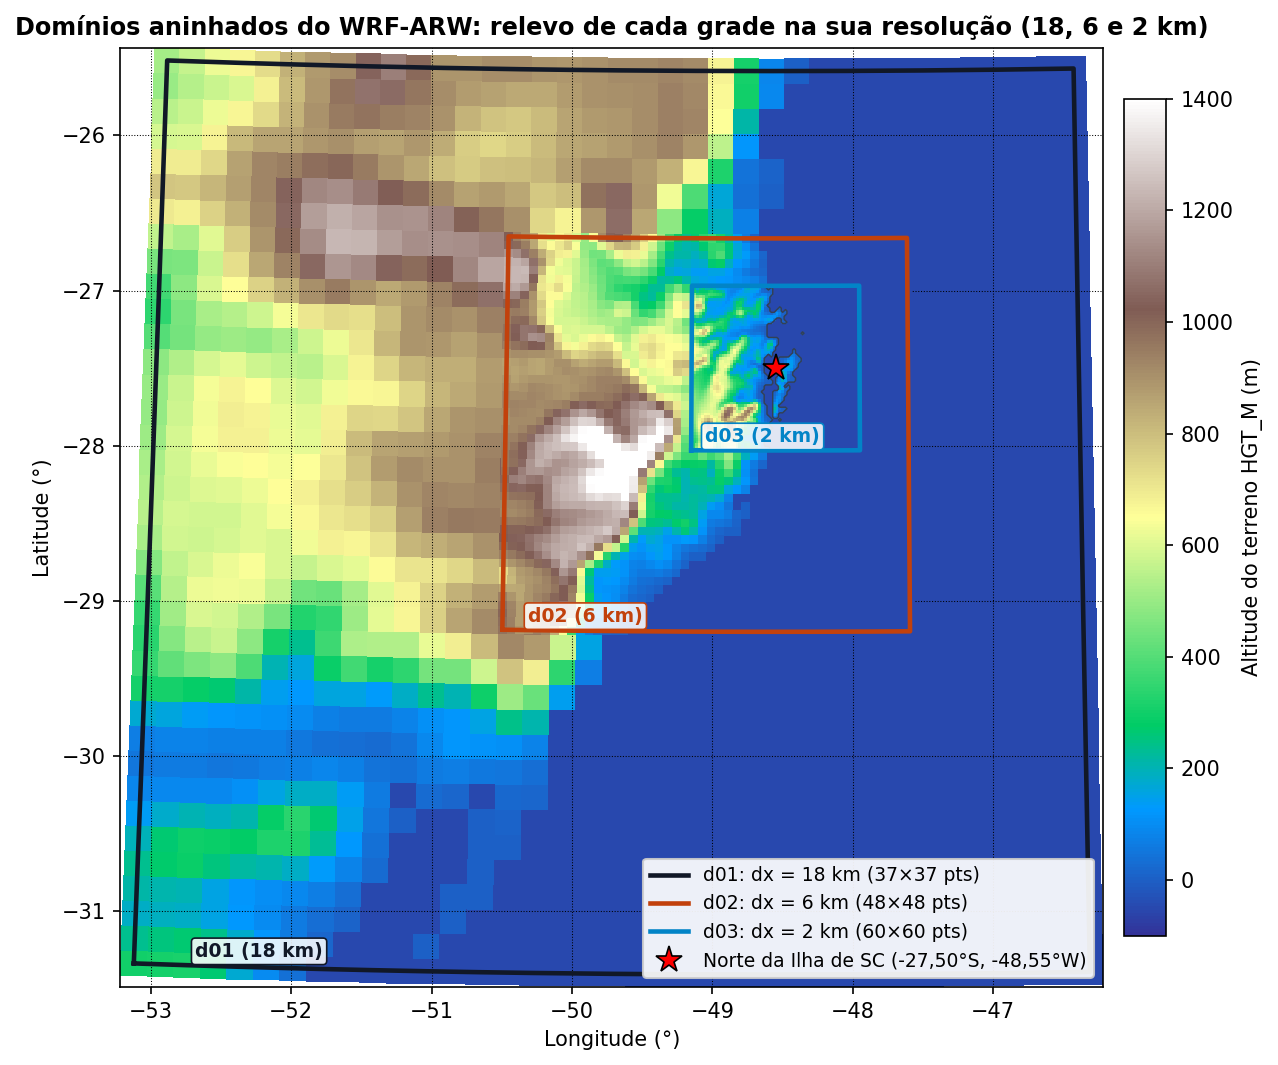 Domínios aninhados do WRF-ARW: relevo de cada grade na sua resolução (18, 6 e 2 km)
1400
1200
1000
800
600
400
200
0
Altitude do terreno HGT_M (m)
−26
−27
−28
−29
−30
−31
Latitude (°)
d03 (2 km)
d02 (6 km)
d01 (18 km)
d01: dx = 18 km (37×37 pts)
d02: dx = 6 km (48×48 pts)
d03: dx = 2 km (60×60 pts)
Norte da Ilha de SC (-27,50°S, -48,55°W)
−53 −52 −51 −50 −49 −48 −47
Longitude (°)